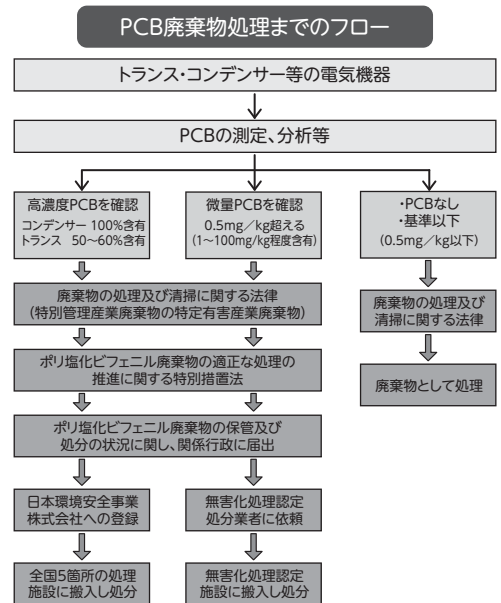 PCB廃棄物処理までのフロー
トランス・コンデンサー等の電気機器
PCBの測定、分析等
高濃度PCBを確認
コンデンサー 100%含有
トランス 50〜60%含有
微量PCBを確認
0.5mg／kg超える
(1〜100mg/kg程度含有)
・PCBなし
・基準以下
(0.5mg／kg以下)
廃棄物の処理及び清掃に関する法律
(特別管理産業廃棄物の特定有害産業廃棄物)
廃棄物の処理及び
清掃に関する法律
ポリ塩化ビフェニル廃棄物の適正な処理の
推進に関する特別措置法
廃棄物として処理
ポリ塩化ビフェニル廃棄物の保管及び
処分の状況に関し、関係行政に届出
日本環境安全事業
株式会社への登録
無害化処理認定
処分業者に依頼
全国5箇所の処理
施設に搬入し処分
無害化処理認定
施設に搬入し処分